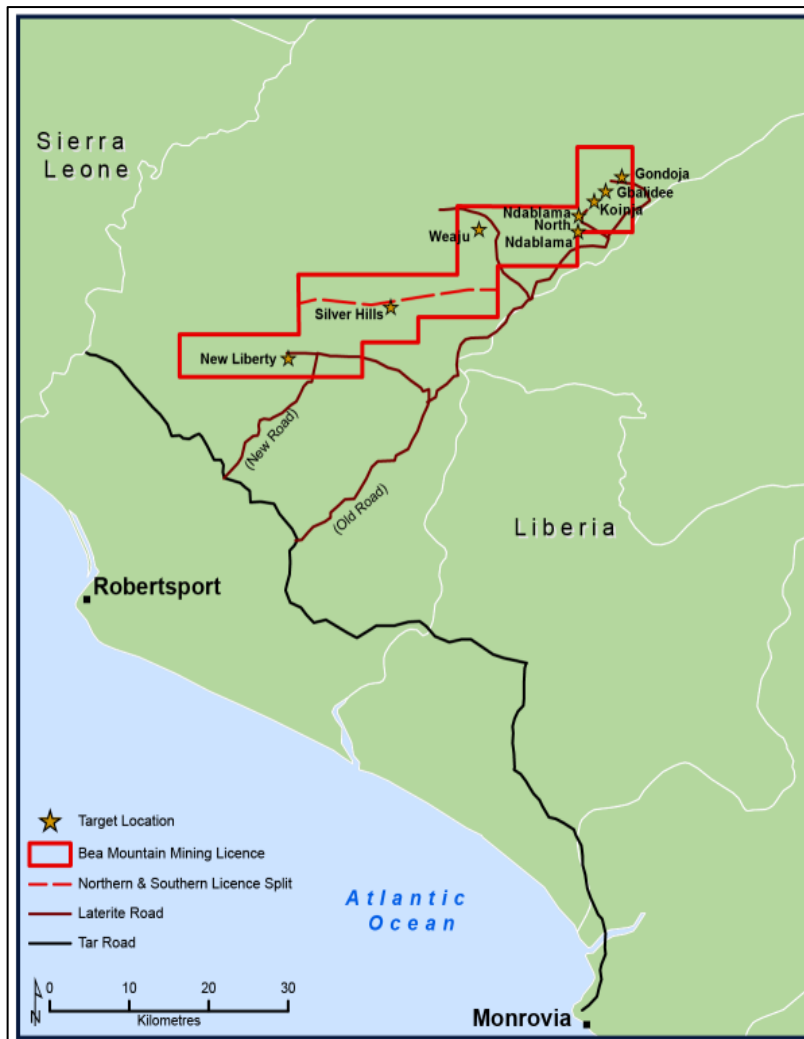 Sierra
Leone
Gondoja
Gbalidee
Koinja
Ndablama
North
Ndablama
Weaju
Silver Hills
New Liberty
(New Road)
(Old Road)
Liberia
Robertsport
Target Location
Bea Mountain Mining Licence
Northern & Southern Licence Split
Laterite Road
Tar Road
Atlantic
Ocean
0 10 20 30
Kilometres
N
Monrovia